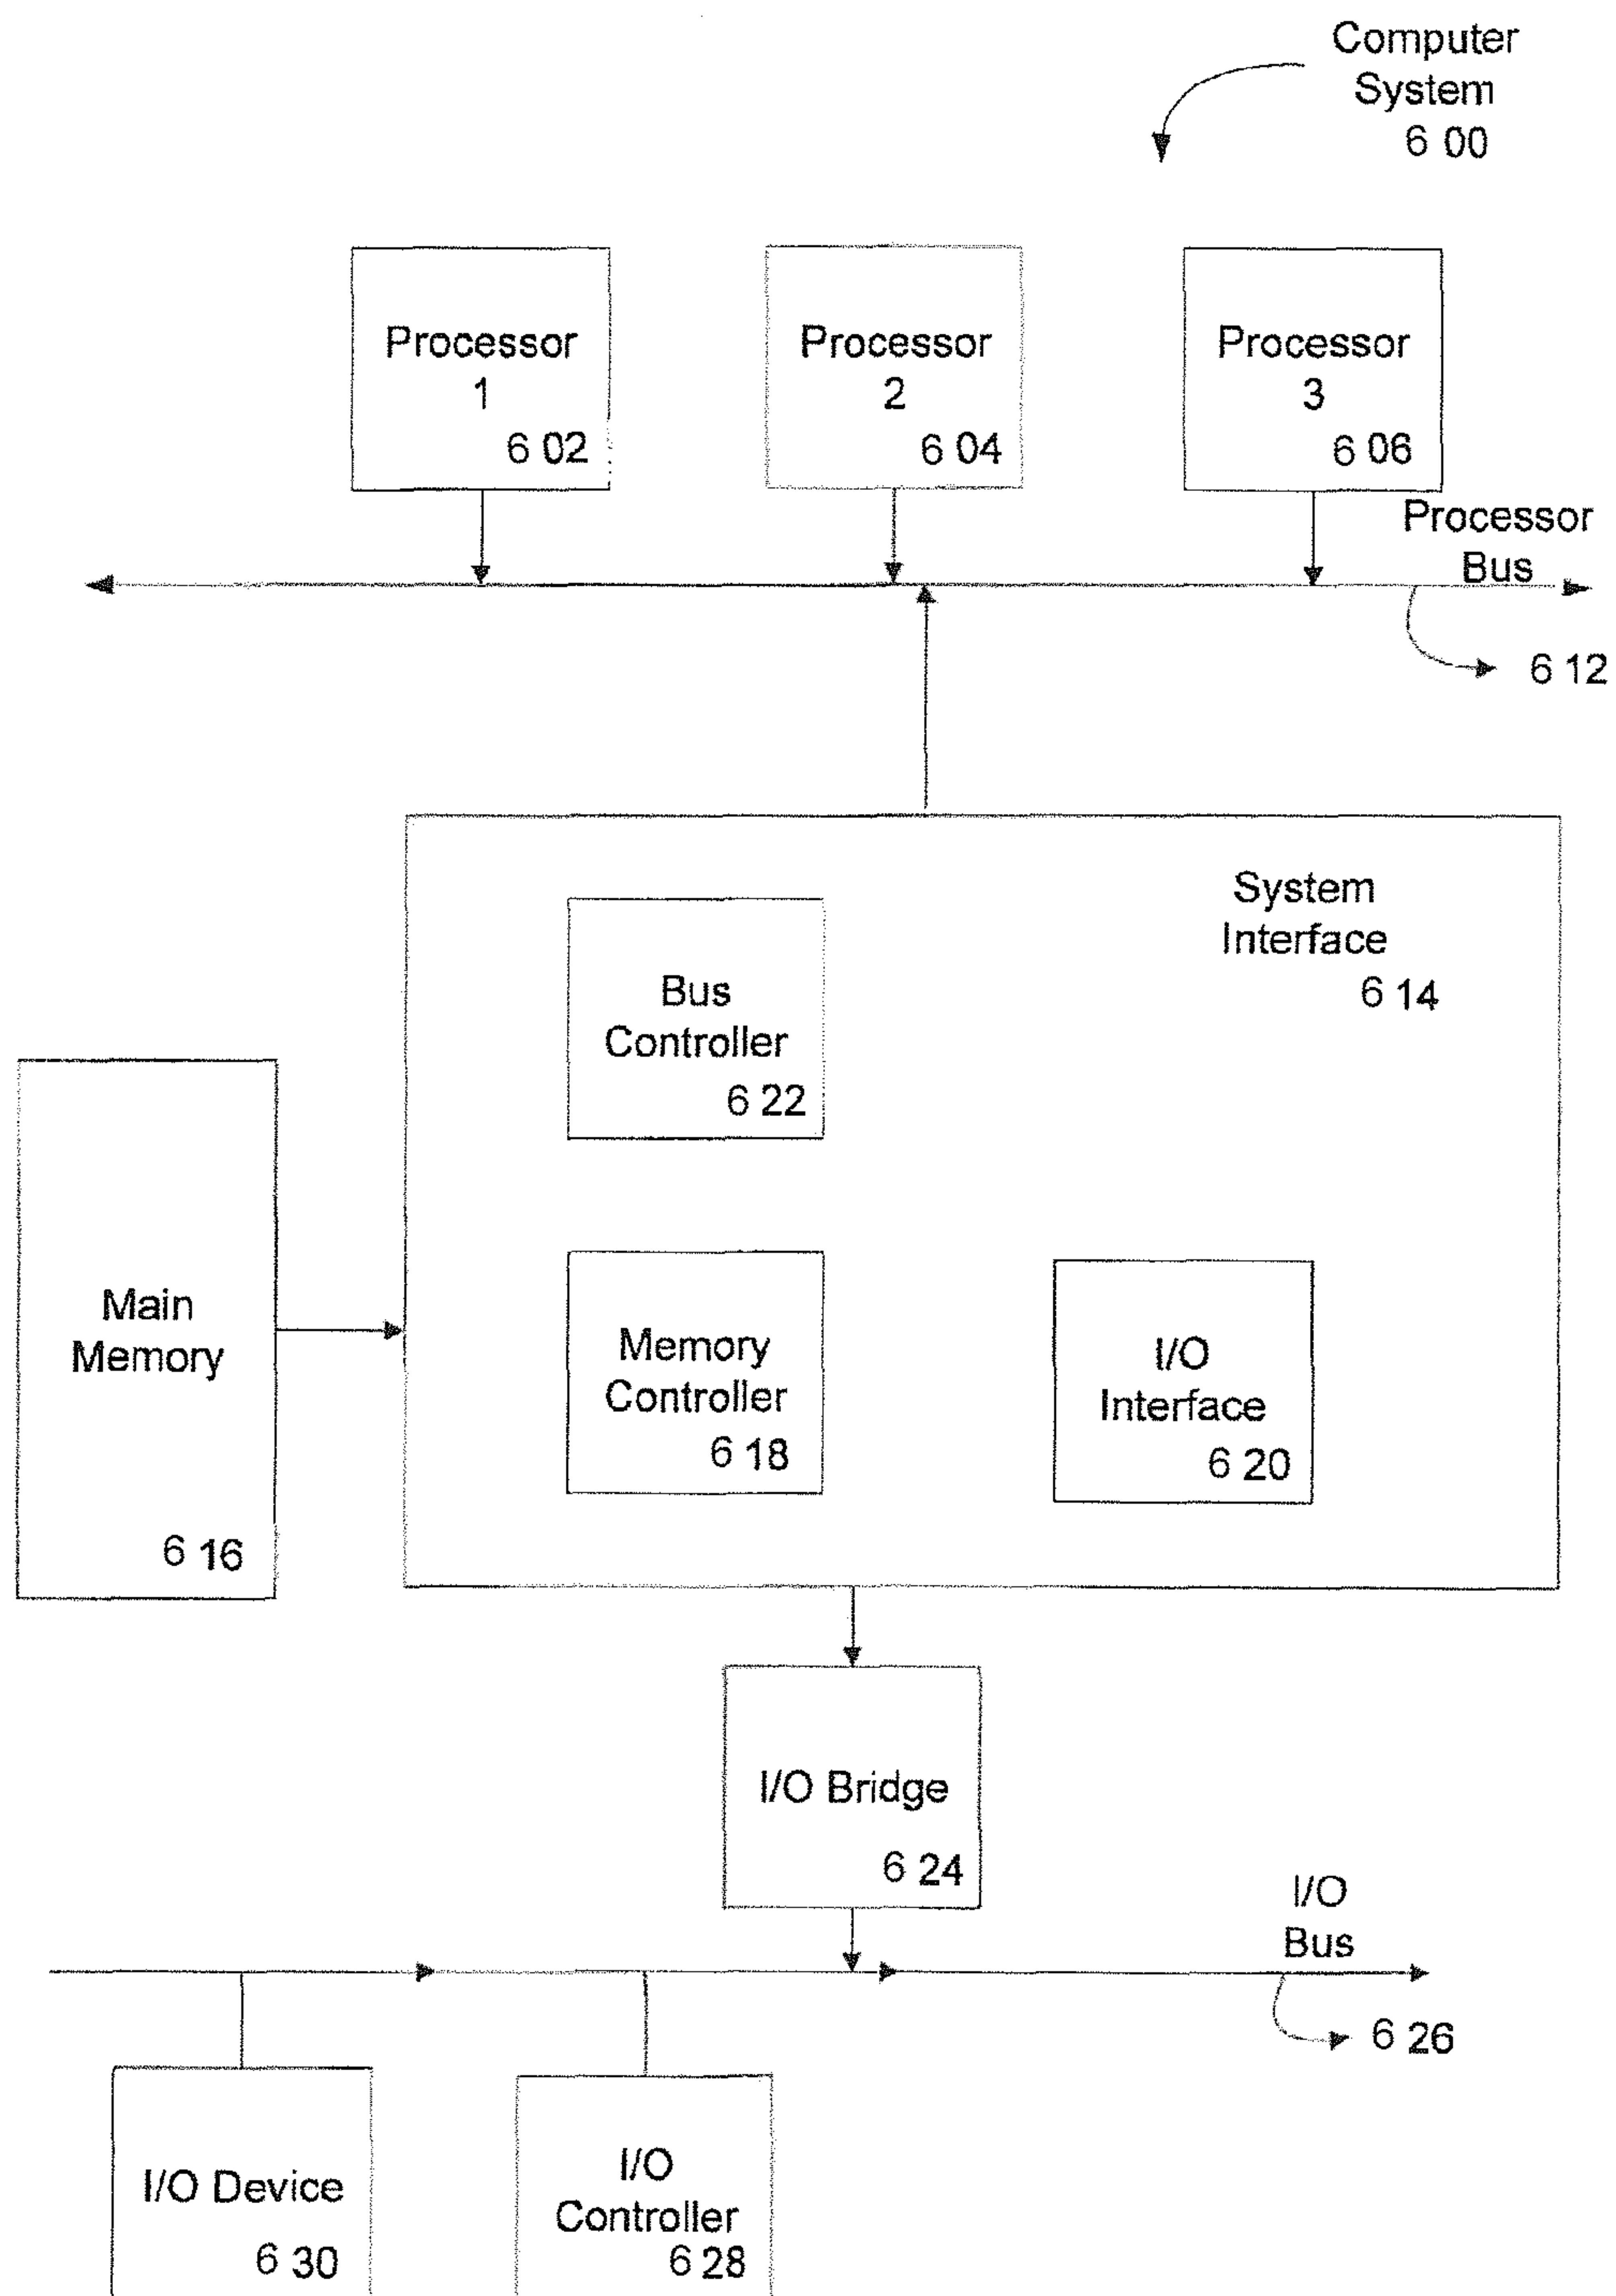 Computer
System
6 00
Processor
1
6 02
Processor
2
6 04
Processor
3
6 06
Processor
Bus
6 12
System
Interface
6 14
Bus
Controller
6 22
Main
Memory
6 16
Memory
Controller
6 18
I/O
Interface
6 20
I/O Bridge
6 24
I/O
Bus
6 26
I/O Device
6 30
I/O
Controller
6 28